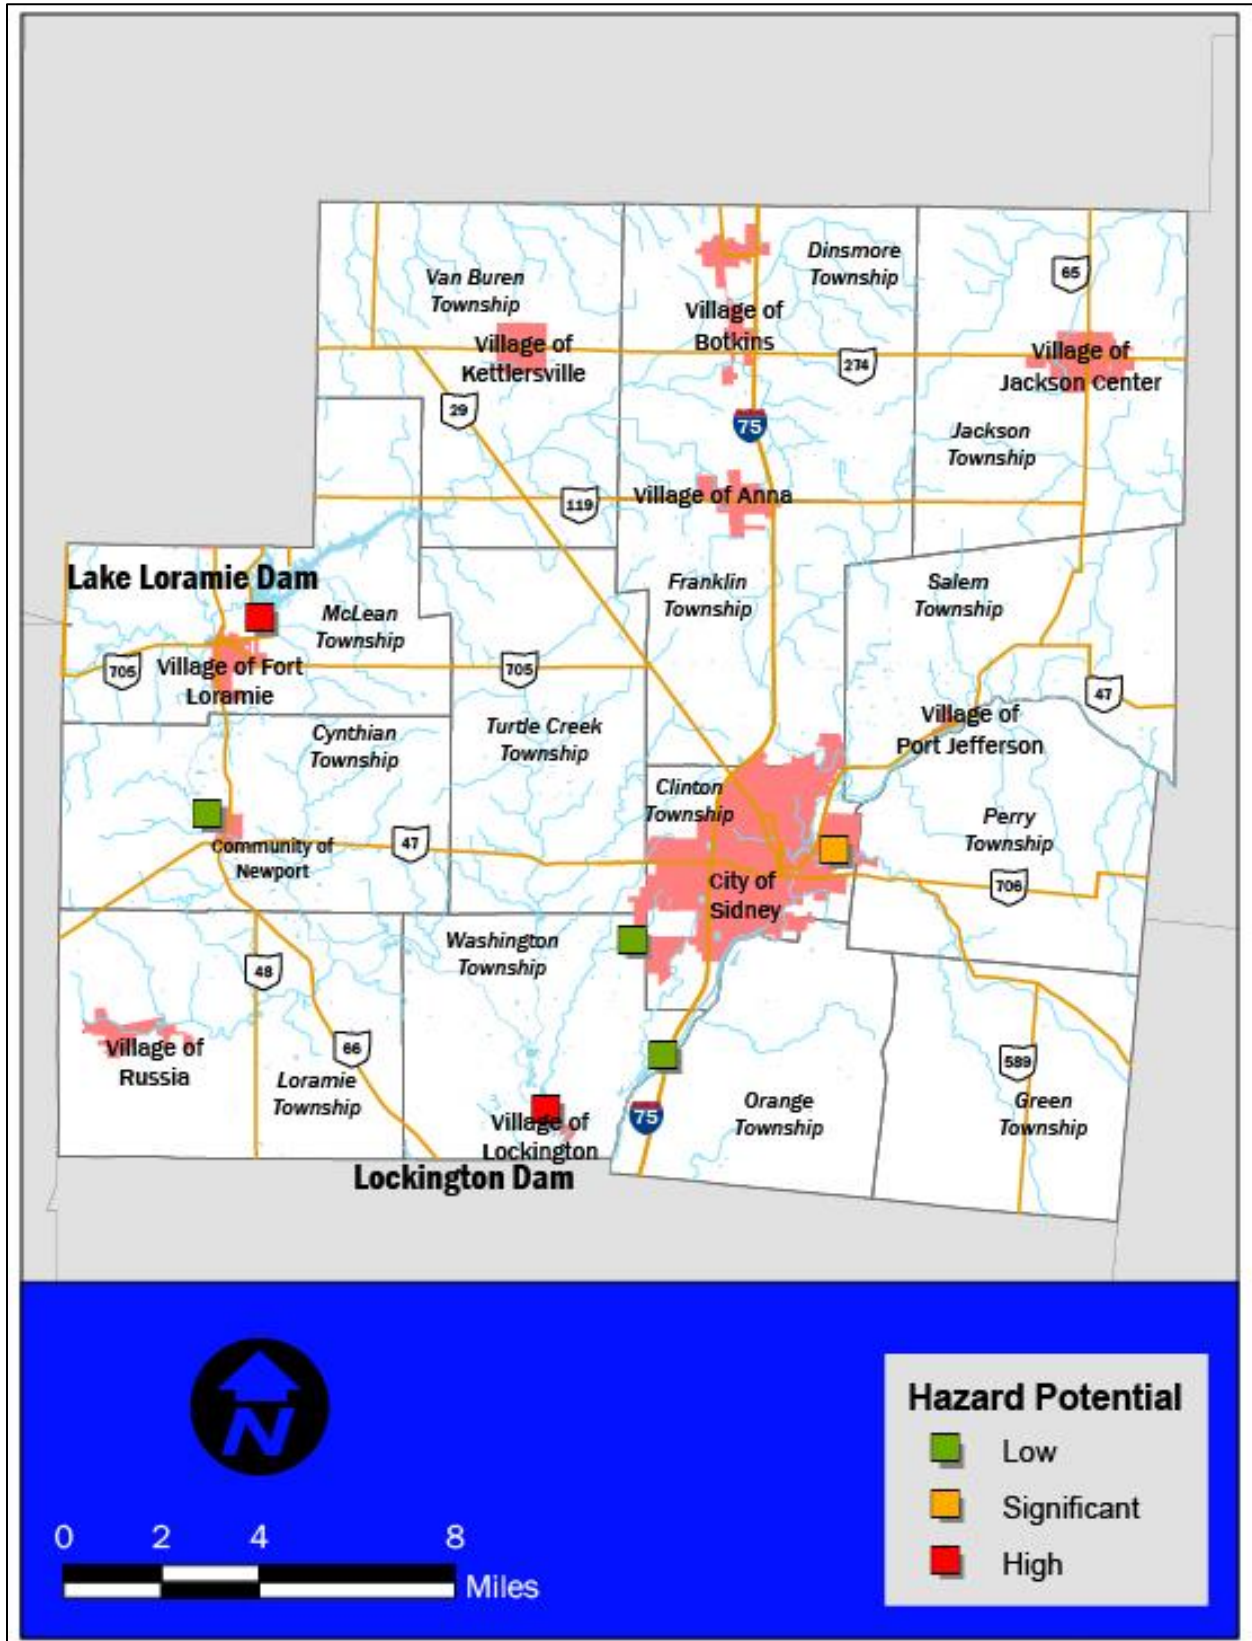 Van Buren
Township
Dinsmore
Township
65
Village of
Botkins
Village of
Kettlersville
274
Village of
Jackson Center
29
75
Jackson
Township
Village of Anna
119
Lake Loramie Dam
McLean
Township
Franklin
Township
Salem
Township
705
Village of Fort
Loramie
705
47
Cynthian
Township
Turtle Creek
Township
Village of
Port Jefferson
Clinton
Township
Perry
Township
Community of
Newport
47
City of
Sidney
706
Washington
Township
48
Village of
Russia
66
Loramie
Township
589
Village of
Lockington
75
Orange
Township
Green
Township
Lockington Dam
N
0 2 4 8
Miles
Hazard Potential
Low
Significant
High